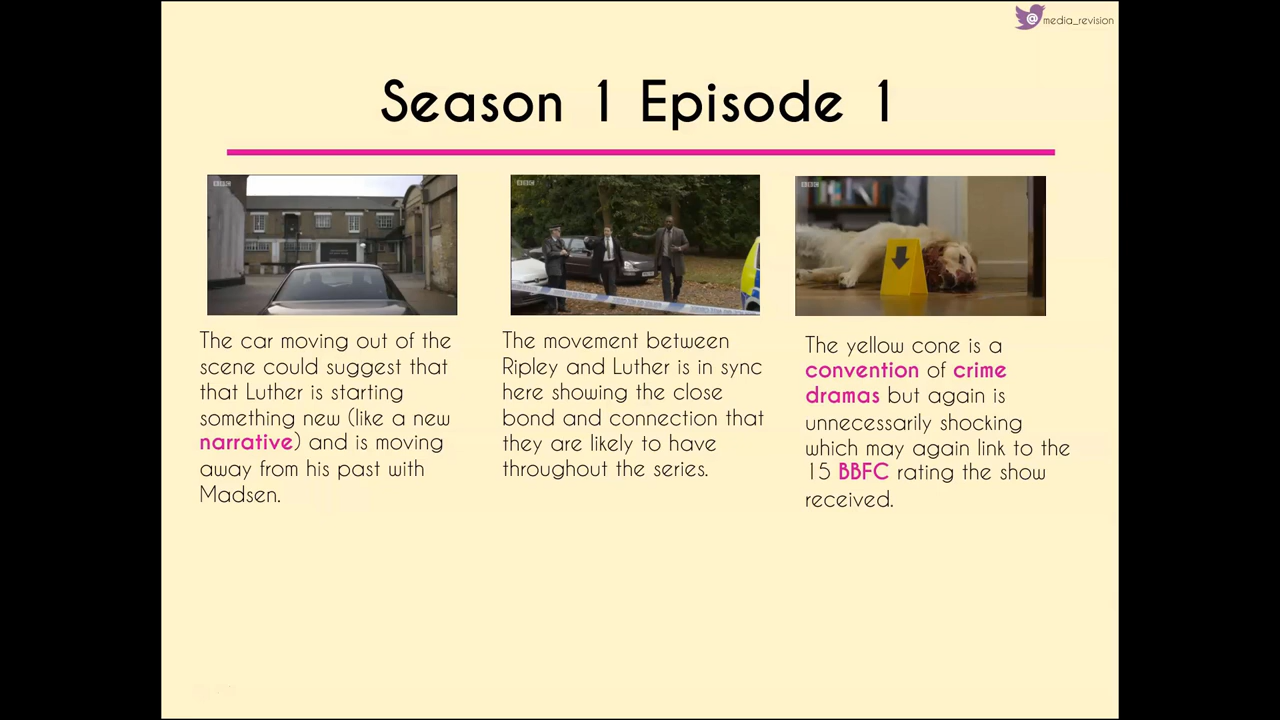 @media_revision
Season 1 Episode 1
BBC
BBC
BBC
The car moving out of the
scene could suggest that
that Luther is starting
something new (like a new
narrative) and is moving
away from his past with
Madsen.
The movement between
Ripley and Luther is in sync
here showing the close
bond and connection that
they are likely to have
throughout the series.
The yellow cone is a
convention of crime
dramas but again is
unnecessarily shocking
which may again link to the
15 BBFC rating the show
received.